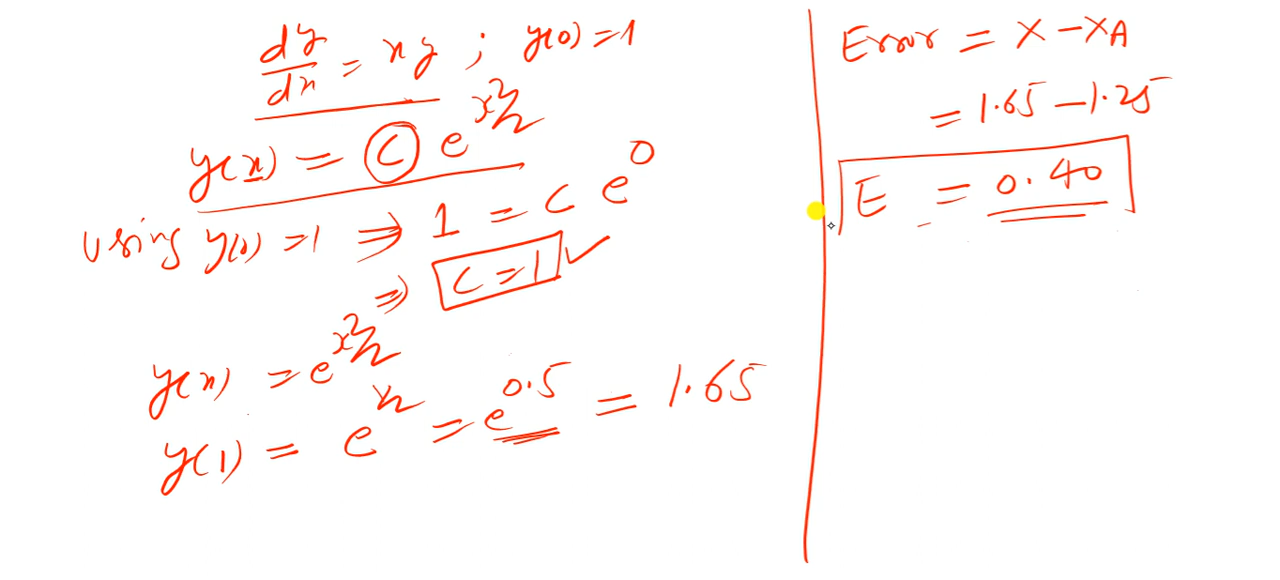 dy/dx = xy ; y(0) = 1
y(x) = C e^{x²/2}
using y(0) = 1 ⇒ 1 = C e^0
⇒ C = 1 ✓
y(x) = e^{x²/2}
y(1) = e^{1/2} = e^{0.5} = 1.65
Error = X - XA
= 1.65 - 1.25
E = 0.40